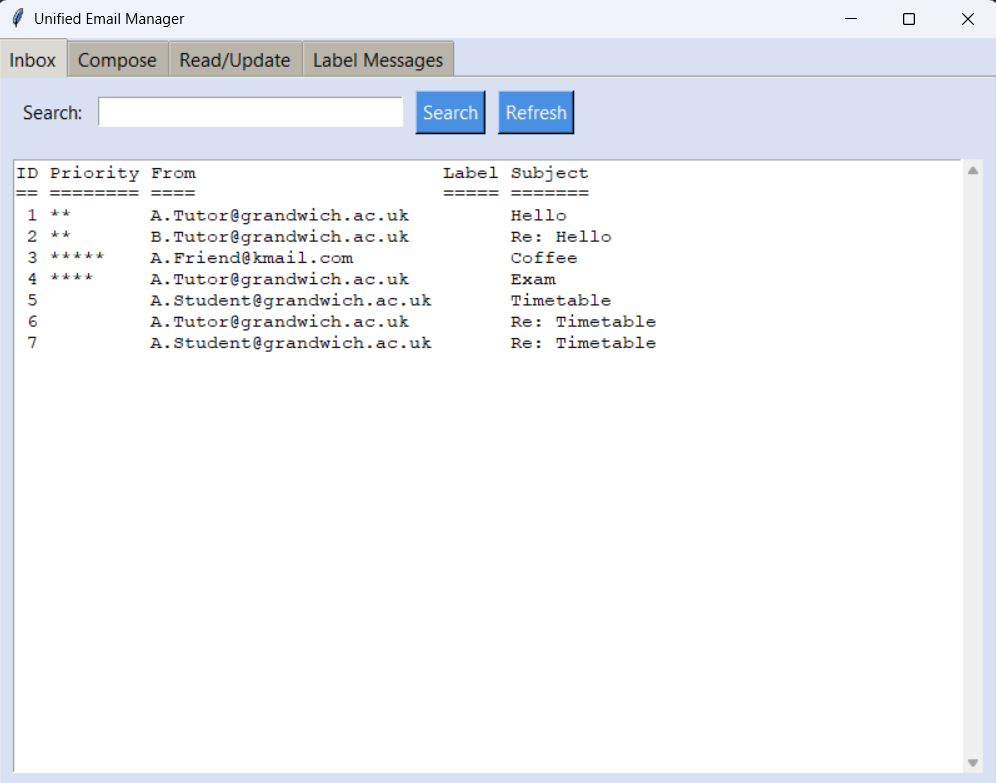 Unified Email Manager
Inbox Compose Read/Update Label Messages
Search: Search Refresh
ID Priority From                      Label Subject
== ======== ====                      ===== =======
 1 **       A.Tutor@grandwich.ac.uk         Hello
 2 **       B.Tutor@grandwich.ac.uk         Re: Hello
 3 *****    A.Friend@kmail.com              Coffee
 4 ****     A.Tutor@grandwich.ac.uk         Exam
 5          A.Student@grandwich.ac.uk       Timetable
 6          A.Tutor@grandwich.ac.uk         Re: Timetable
 7          A.Student@grandwich.ac.uk       Re: Timetable